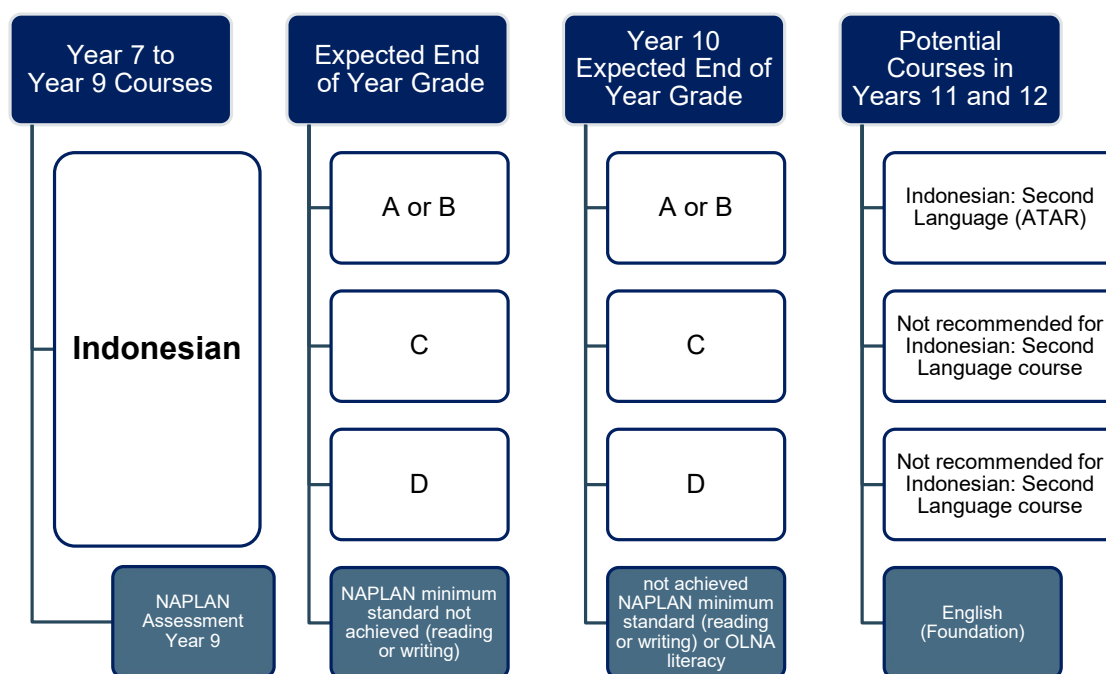 Year 7 to
Year 9 Courses
Expected End
of Year Grade
Year 10
Expected End of
Year Grade
Potential
Courses in
Years 11 and 12
Indonesian
A or B
A or B
Indonesian: Second
Language (ATAR)
C
C
Not recommended for
Indonesian: Second
Language course
D
D
Not recommended for
Indonesian: Second
Language course
NAPLAN
Assessment
Year 9
NAPLAN minimum
standard not
achieved (reading
or writing)
not achieved
NAPLAN minimum
standard (reading
or writing) or OLNA
literacy
English
(Foundation)